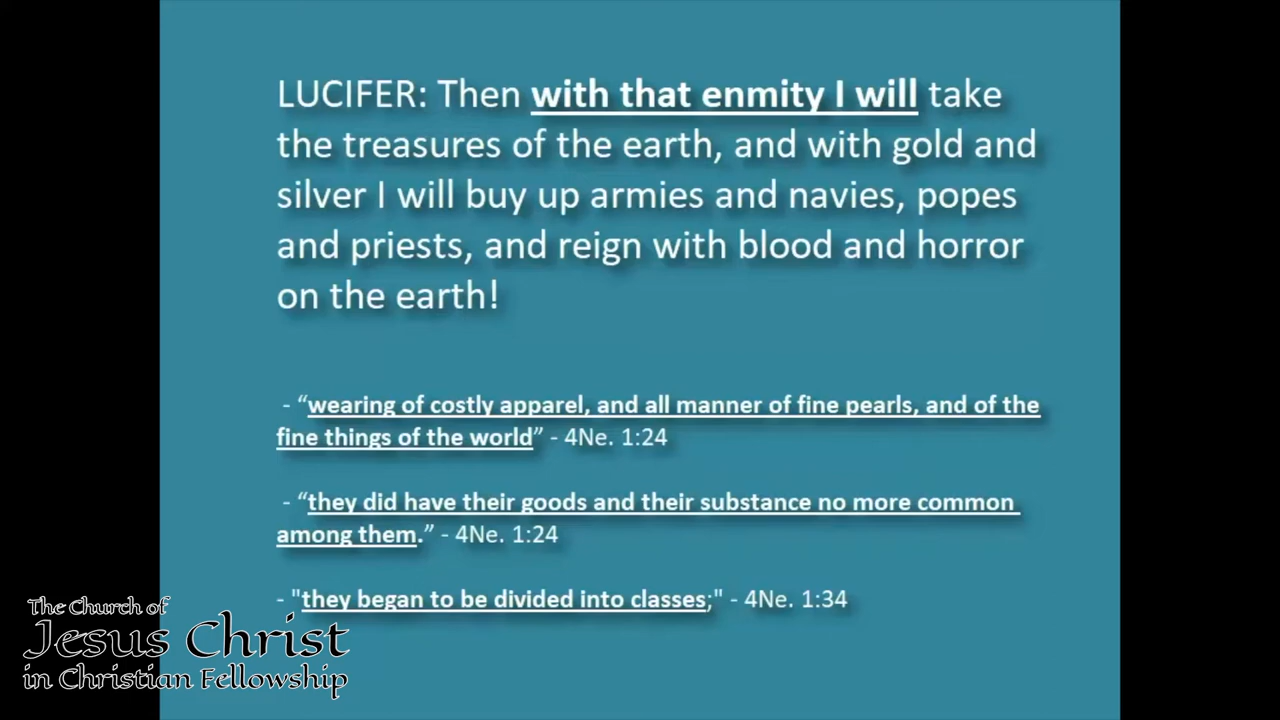 LUCIFER: Then with that enmity I will take
the treasures of the earth, and with gold and
silver I will buy up armies and navies, popes
and priests, and reign with blood and horror
on the earth!
- “wearing of costly apparel, and all manner of fine pearls, and of the
fine things of the world” - 4Ne. 1:24
- “they did have their goods and their substance no more common
among them.” - 4Ne. 1:24
- "they began to be divided into classes;" - 4Ne. 1:34
The Church of
Jesus Christ
in Christian Fellowship